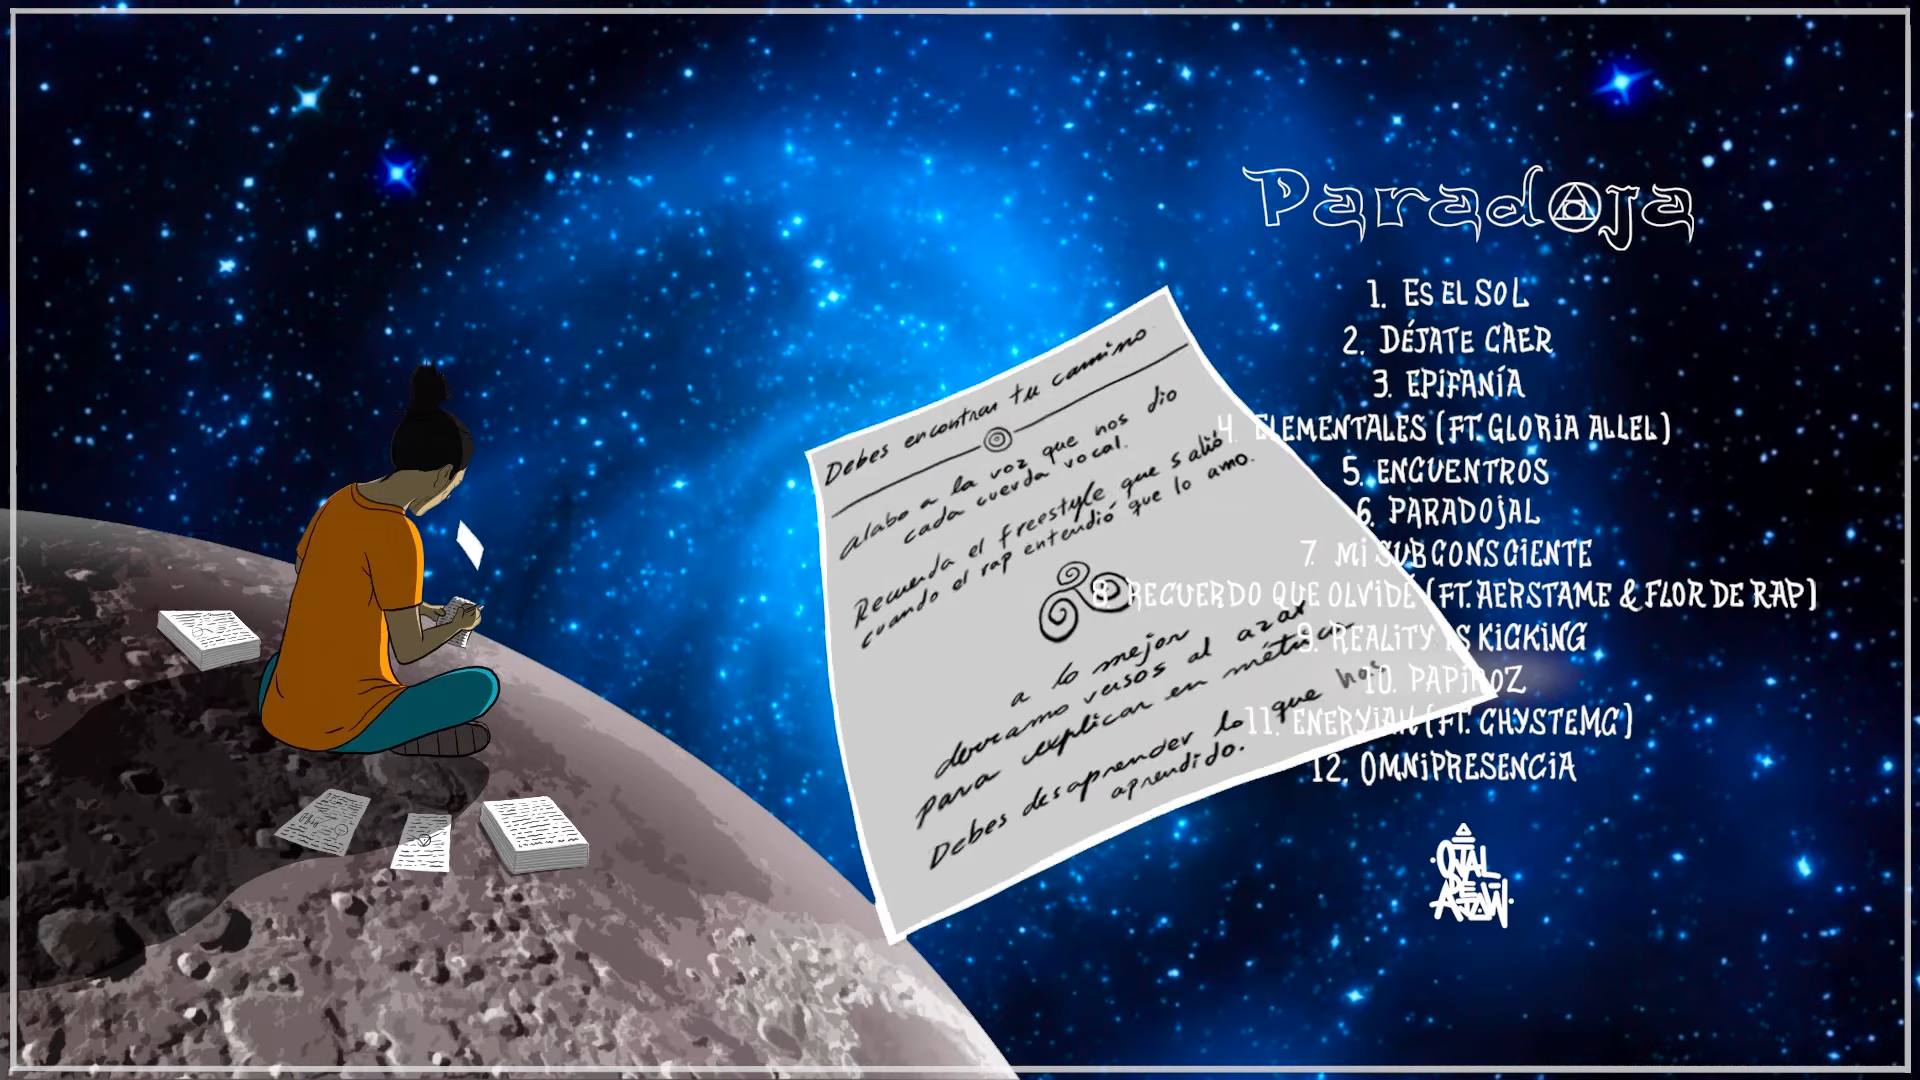 Debes encontrar tu camino
alabo a la voz que nos dio
cada cuerda vocal.
Recuerda el freestyle que salió
cuando el rap entendió que lo amo.
a lo mejor
derramo versos al azar
para explicar en métrica
Debes desaprender lo que has
aprendido.
Paradoja
1. ES EL SOL
2. DÉJATE CAER
3. EPIFANÍA
4. ELEMENTALES (FT. GLORIA ALLEL)
5. ENCUENTROS
6. PARADOJAL
7. MI SUBCONSCIENTE
8. RECUERDO QUE OLVIDÉ (FT. AERSTAME & FLOR DE RAP)
9. REALITY IS KICKING
10. PAPIROZ
11. ENERYIAH (FT. CHYSTEMC)
12. OMNIPRESENCIA